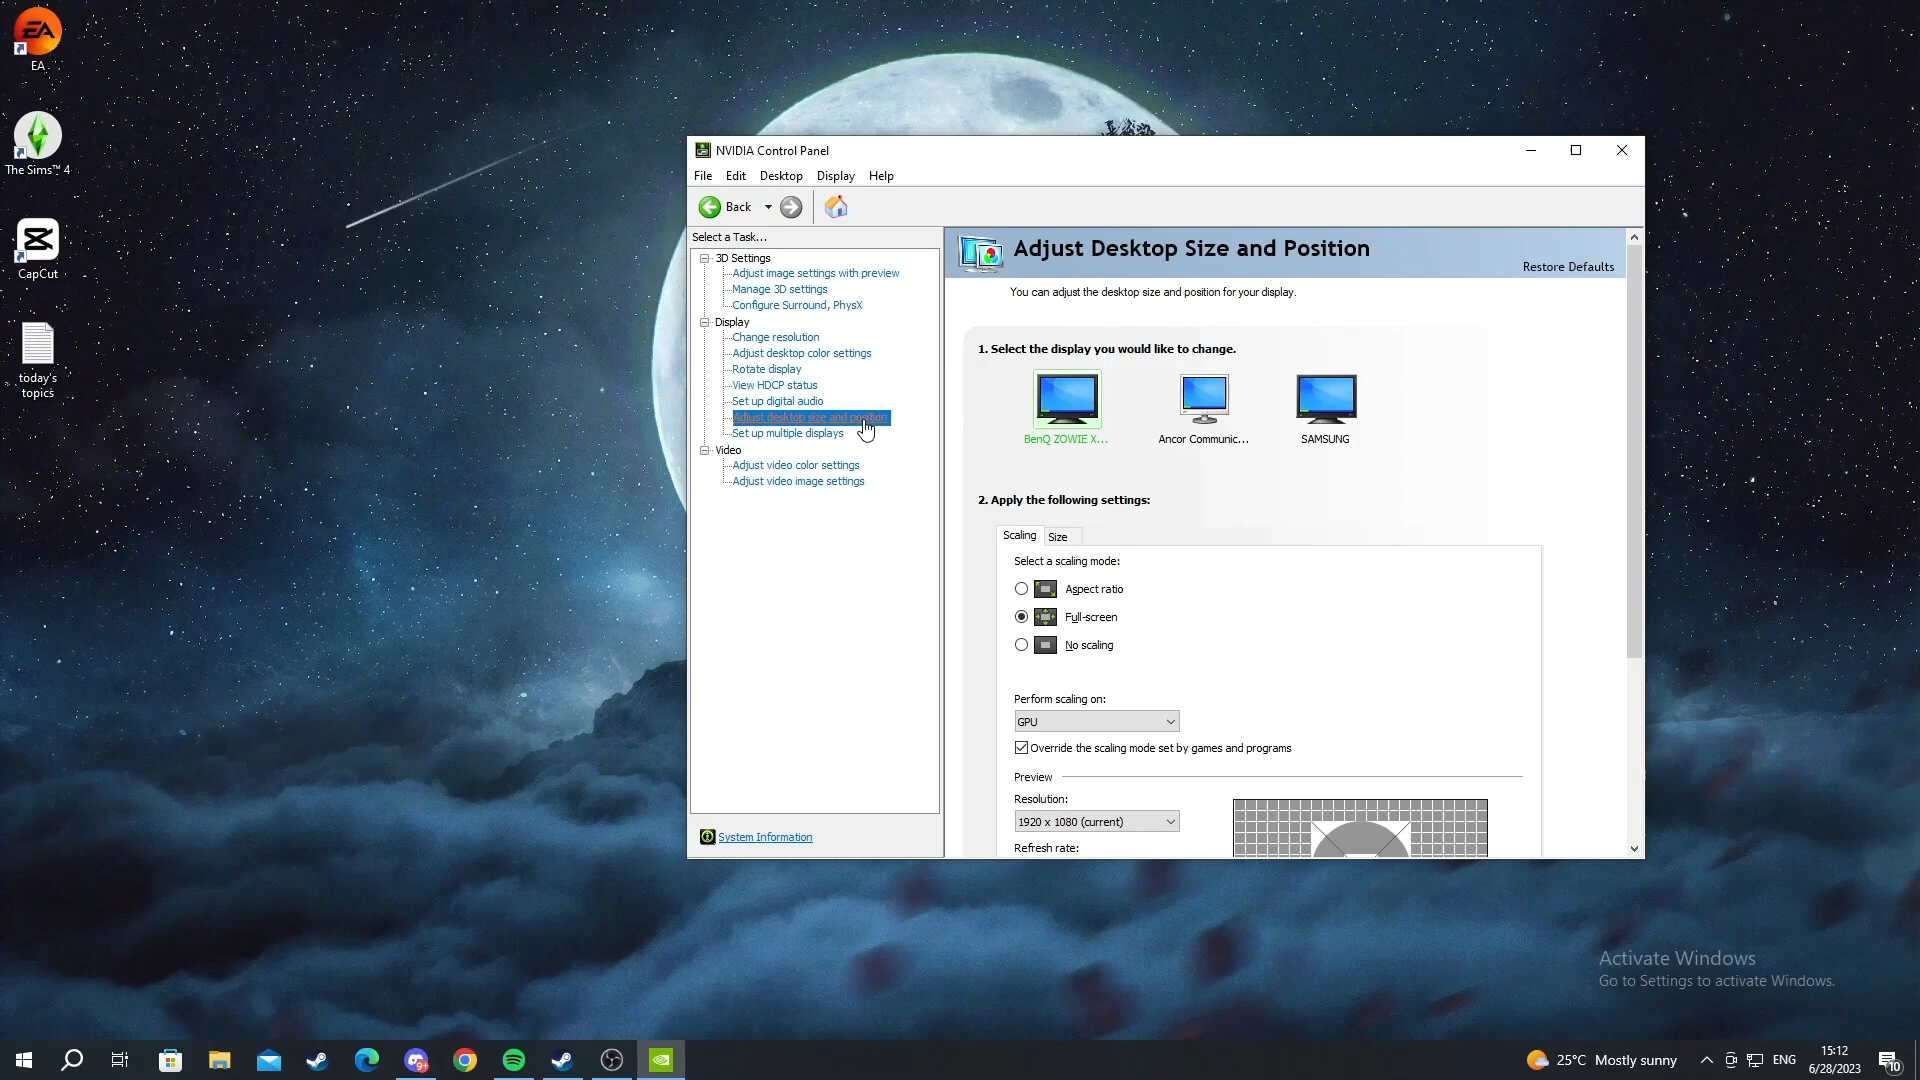 EA
The Sims™ 4
CapCut
today's
topics
NVIDIA Control Panel
File Edit Desktop Display Help
Back
Select a Task...
3D Settings
Adjust image settings with preview
Manage 3D settings
Configure Surround, PhysX
Display
Change resolution
Adjust desktop color settings
Rotate display
View HDCP status
Set up digital audio
Adjust desktop size and position
Set up multiple displays
Video
Adjust video color settings
Adjust video image settings
System Information
Adjust Desktop Size and Position
Restore Defaults
You can adjust the desktop size and position for your display.
1. Select the display you would like to change.
BenQ ZOWIE X... Ancor Communic... SAMSUNG
2. Apply the following settings:
Scaling Size
Select a scaling mode:
Aspect ratio
Full-screen
No scaling
Perform scaling on:
GPU
Override the scaling mode set by games and programs
Preview
Resolution:
1920 x 1080 (current)
Refresh rate:
Activate Windows
Go to Settings to activate Windows.
9+
25°C Mostly sunny
ENG
15:12
6/28/2023
10